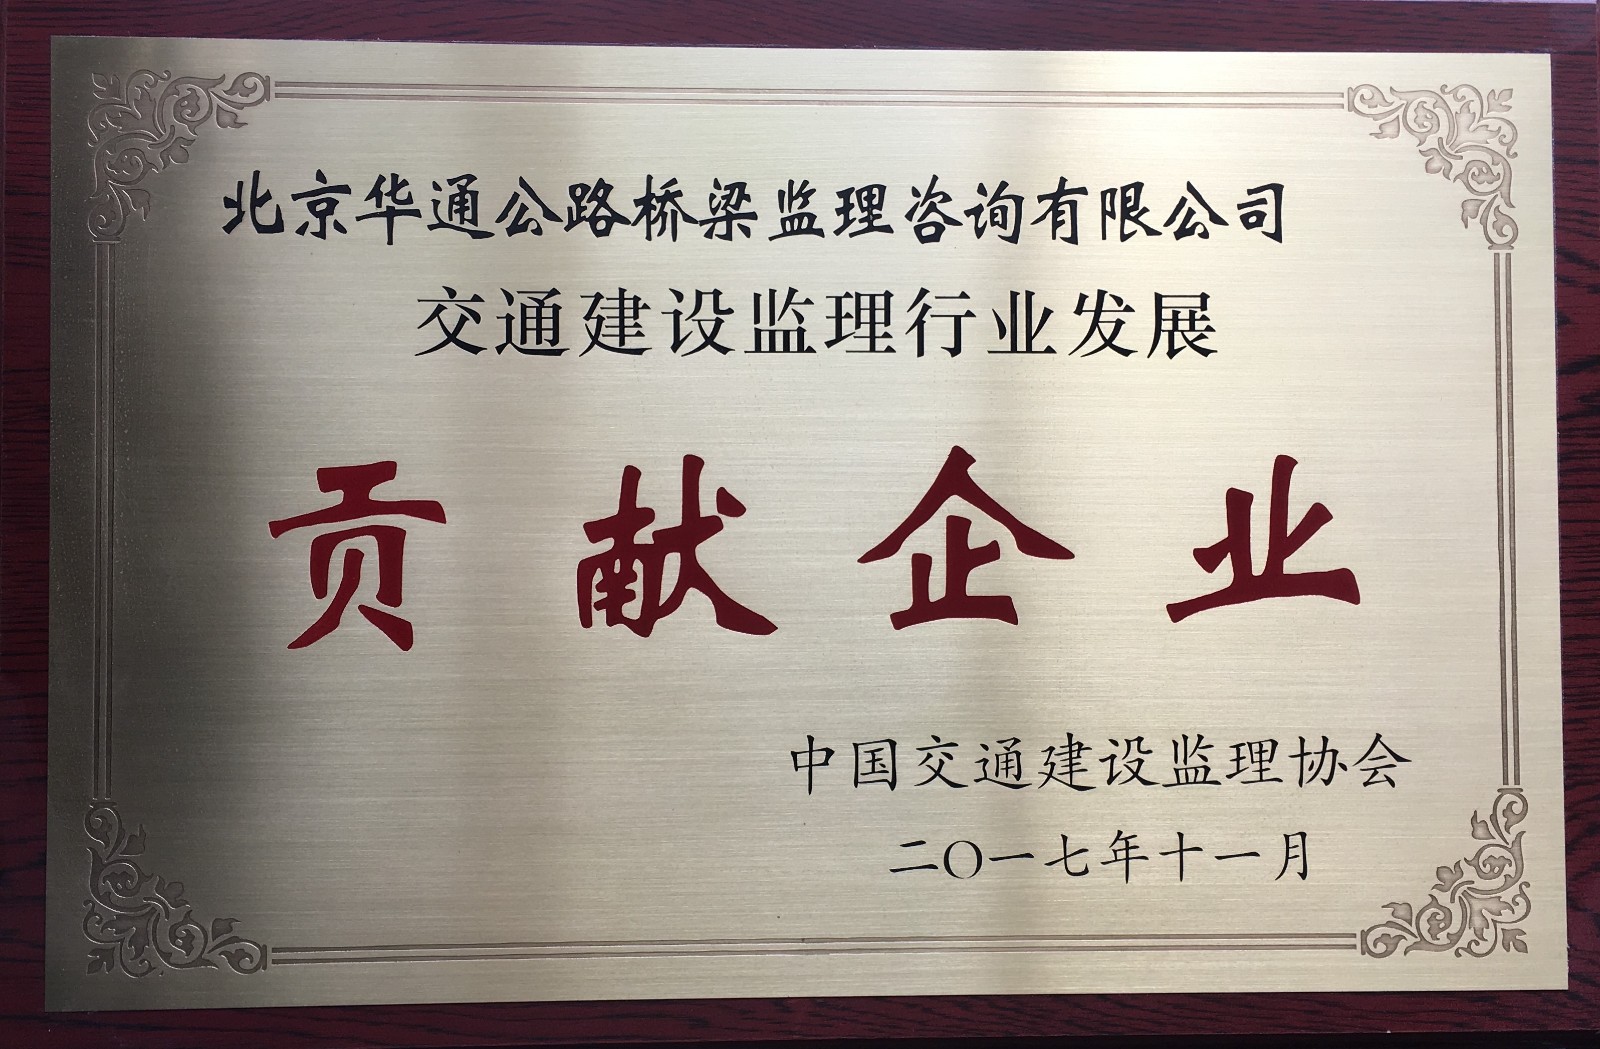 北京华通公路桥梁监理咨询有限公司
交通建设监理行业发展
贡献企业
中国交通建设监理协会
二〇一七年十一月